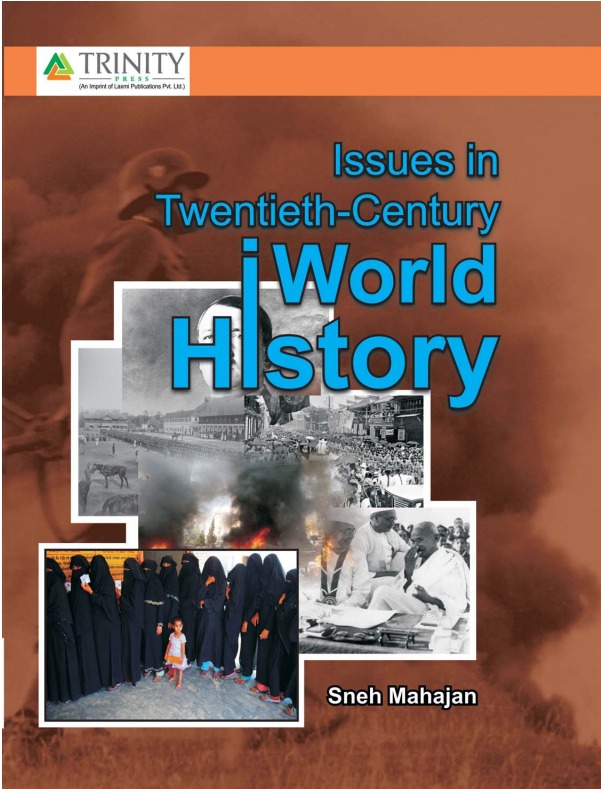 TRINITY
PRESS
(An Imprint of Laxmi Publications Pvt. Ltd.)
Issues in
Twentieth-Century
World
History
Sneh Mahajan